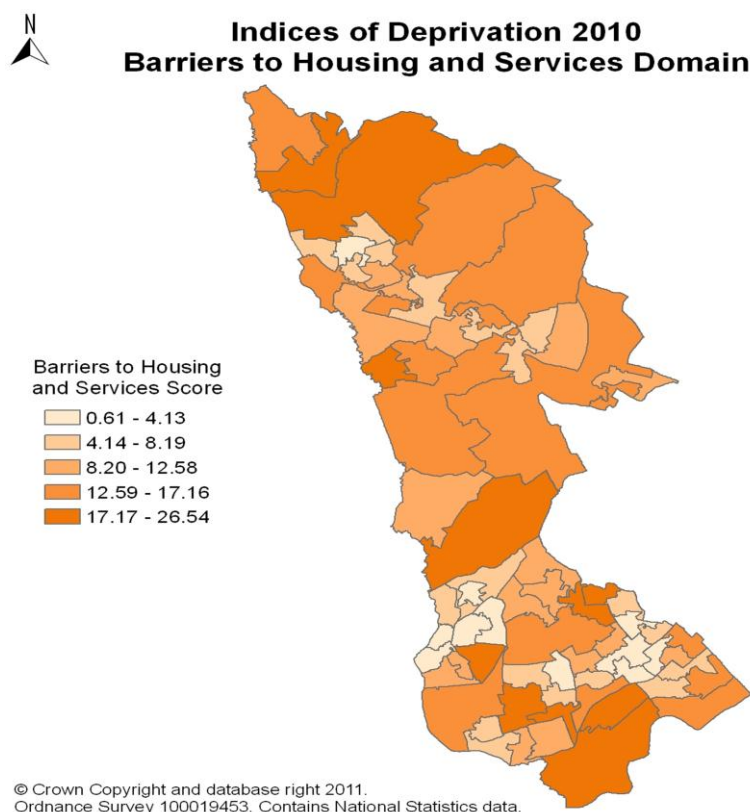 N
Indices of Deprivation 2010
Barriers to Housing and Services Domain
Barriers to Housing
and Services Score
0.61 - 4.13
4.14 - 8.19
8.20 - 12.58
12.59 - 17.16
17.17 - 26.54
© Crown Copyright and database right 2011.
Ordnance Survey 100019453. Contains National Statistics data.